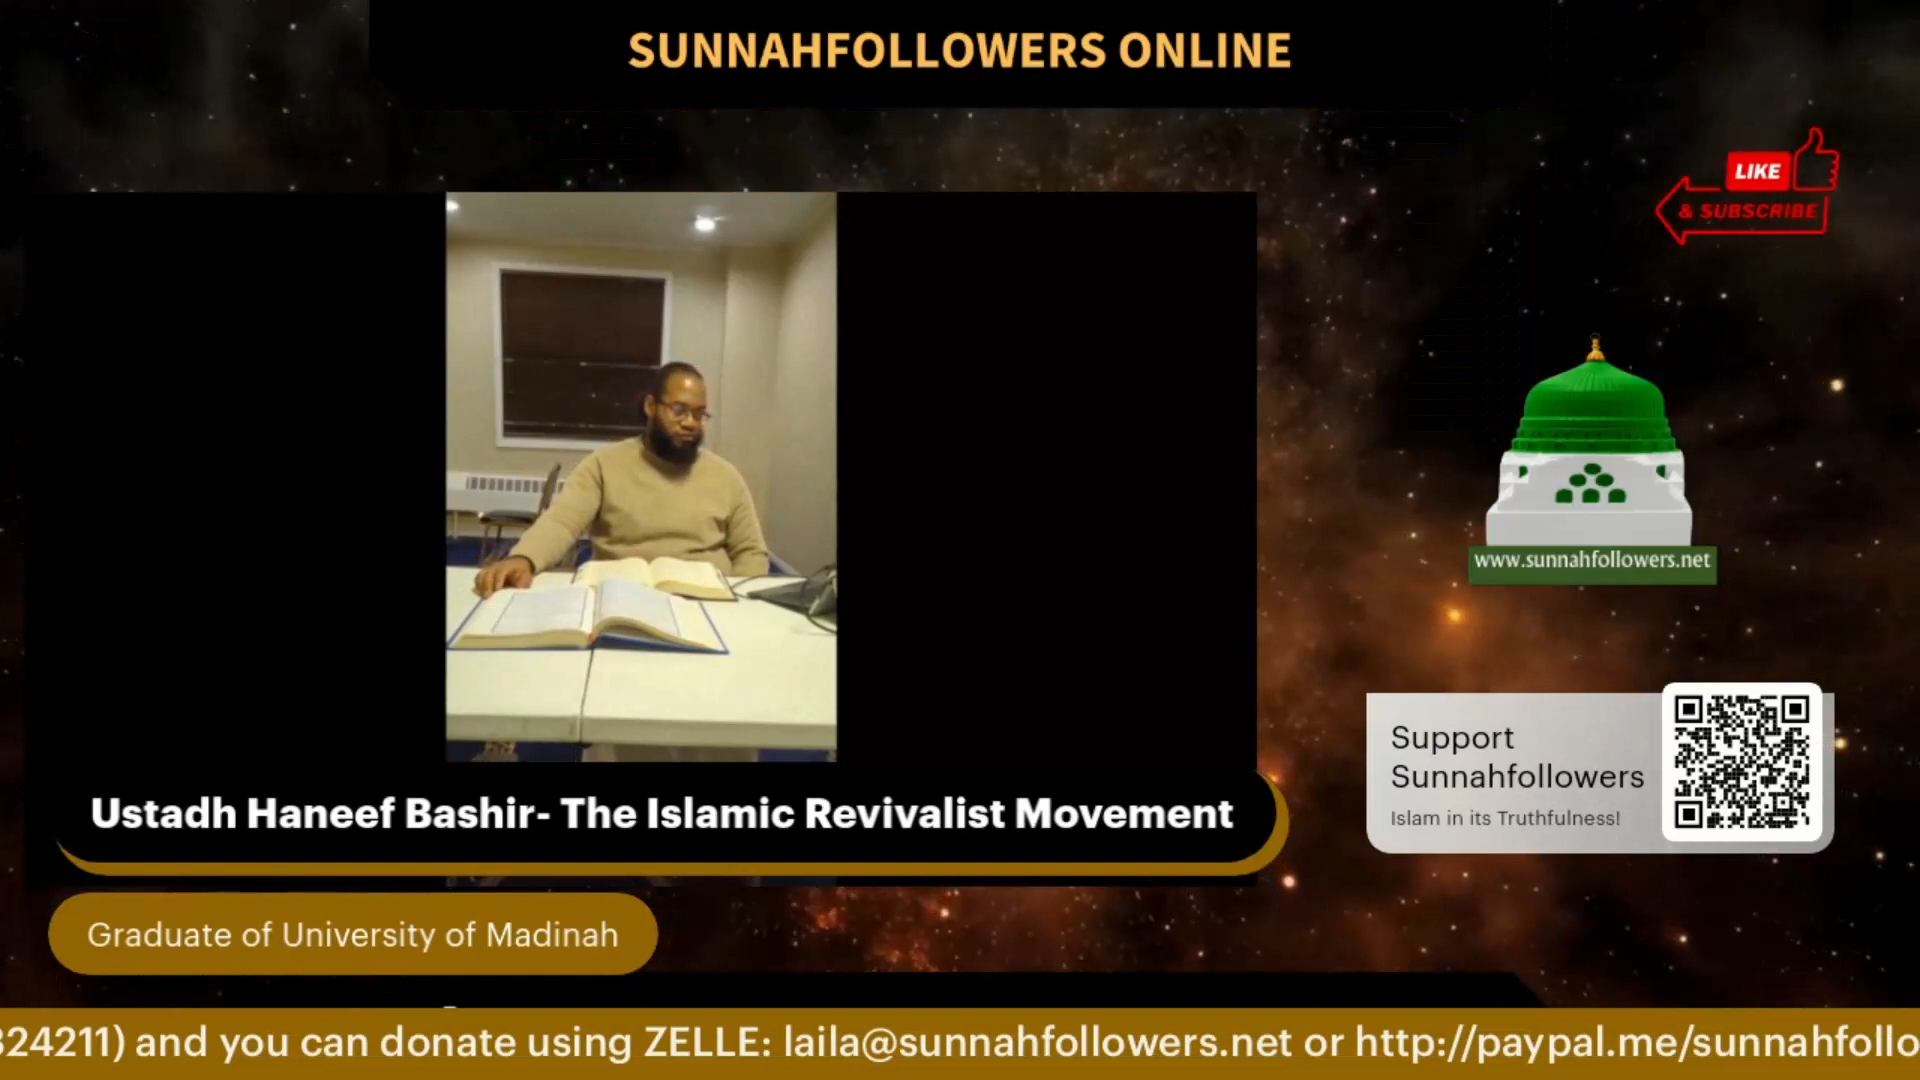 SUNNAHFOLLOWERS ONLINE
LIKE
& SUBSCRIBE
www.sunnahfollowers.net
Support
Sunnahfollowers
Islam in its Truthfulness!
Ustadh Haneef Bashir- The Islamic Revivalist Movement
Graduate of University of Madinah
324211) and you can donate using ZELLE: laila@sunnahfollowers.net or http://paypal.me/sunnahfollo